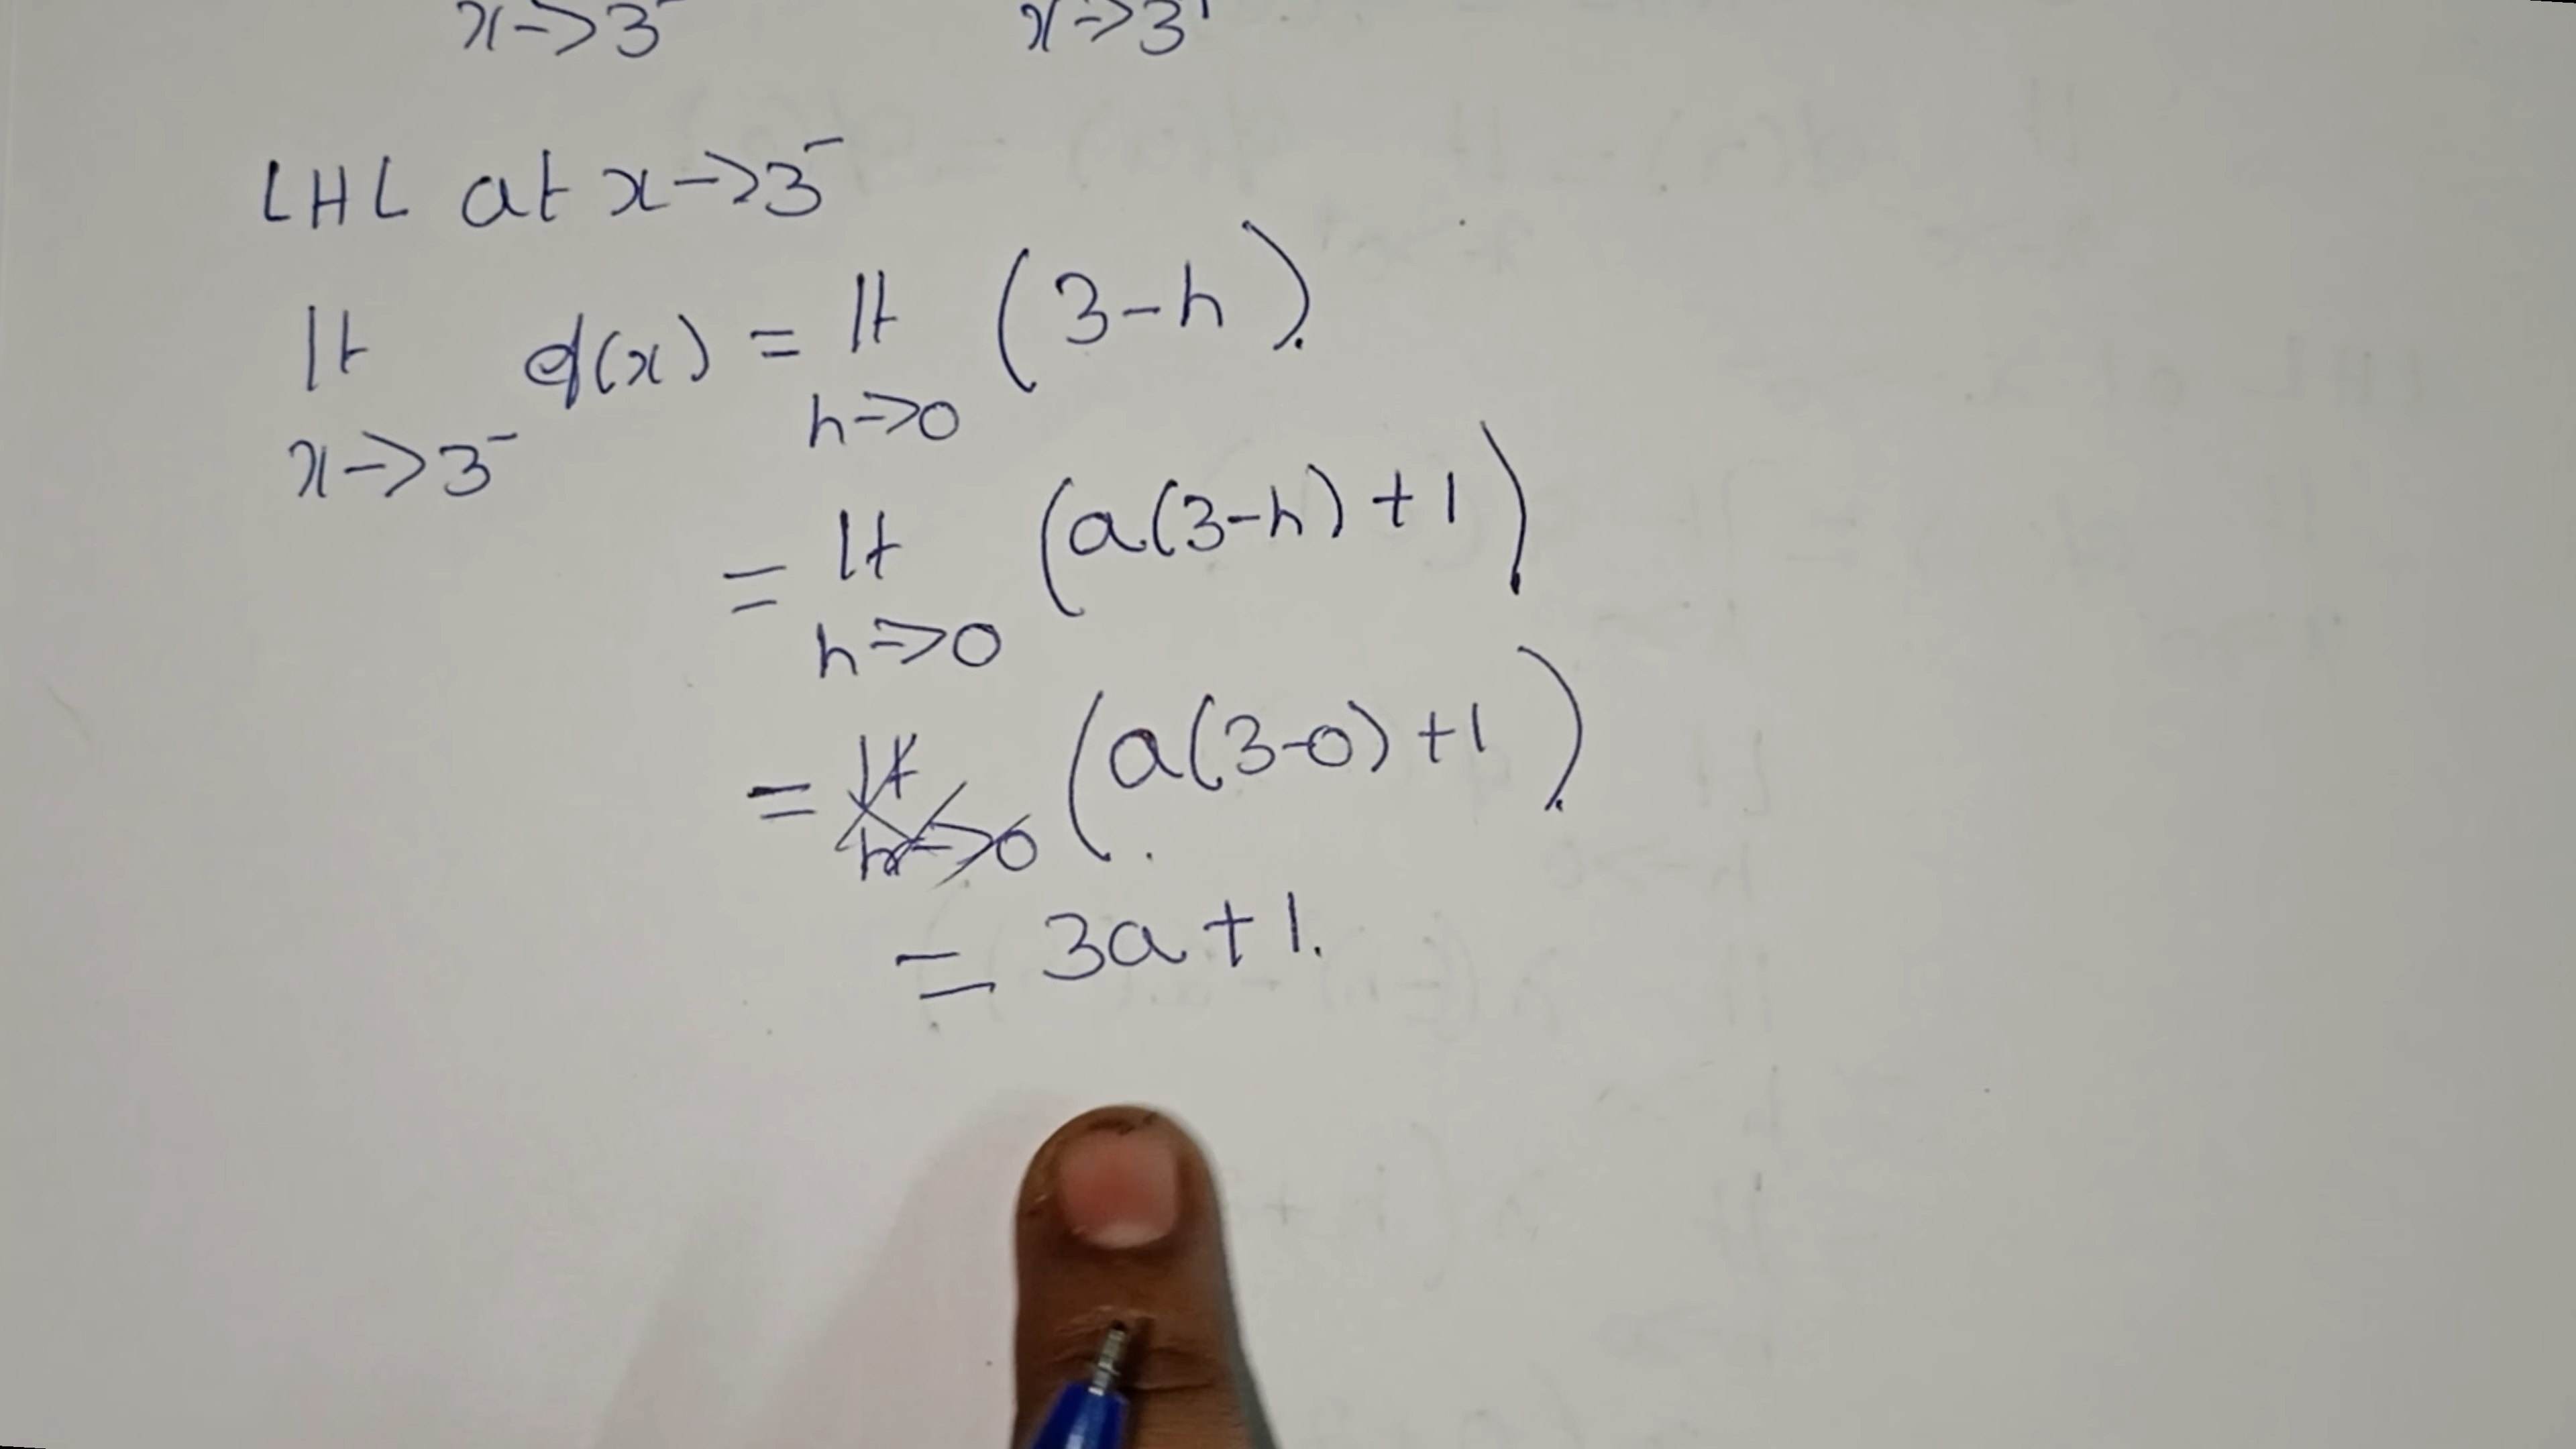 x->3⁻ x->3⁺
LHL at x->3⁻
lt f(x) = lt (3-h).
x->3⁻ h->0
= lt (a(3-h)+1)
h->0
= lt (a(3-0)+1).
h->0
= 3a+1.